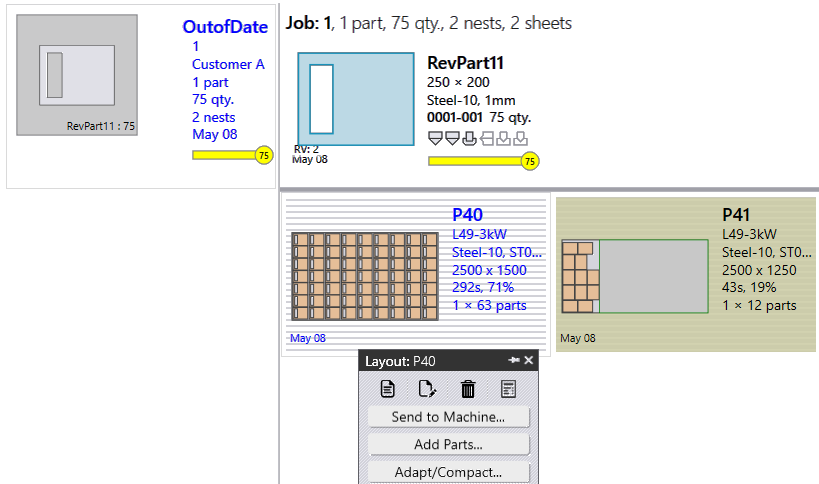 RevPart11 : 75
OutofDate
1
Customer A
1 part
75 qty.
2 nests
May 08
75
Job: 1, 1 part, 75 qty., 2 nests, 2 sheets
RV: 2
May 08
RevPart11
250 × 200
Steel-10, 1mm
0001-001 75 qty.
75
P40
L49-3kW
Steel-10, ST0...
2500 x 1500
292s, 71%
1 × 63 parts
May 08
P41
L49-3kW
Steel-10, ST0...
2500 x 1250
43s, 19%
1 × 12 parts
May 08
Layout: P40
Send to Machine...
Add Parts...
Adapt/Compact...